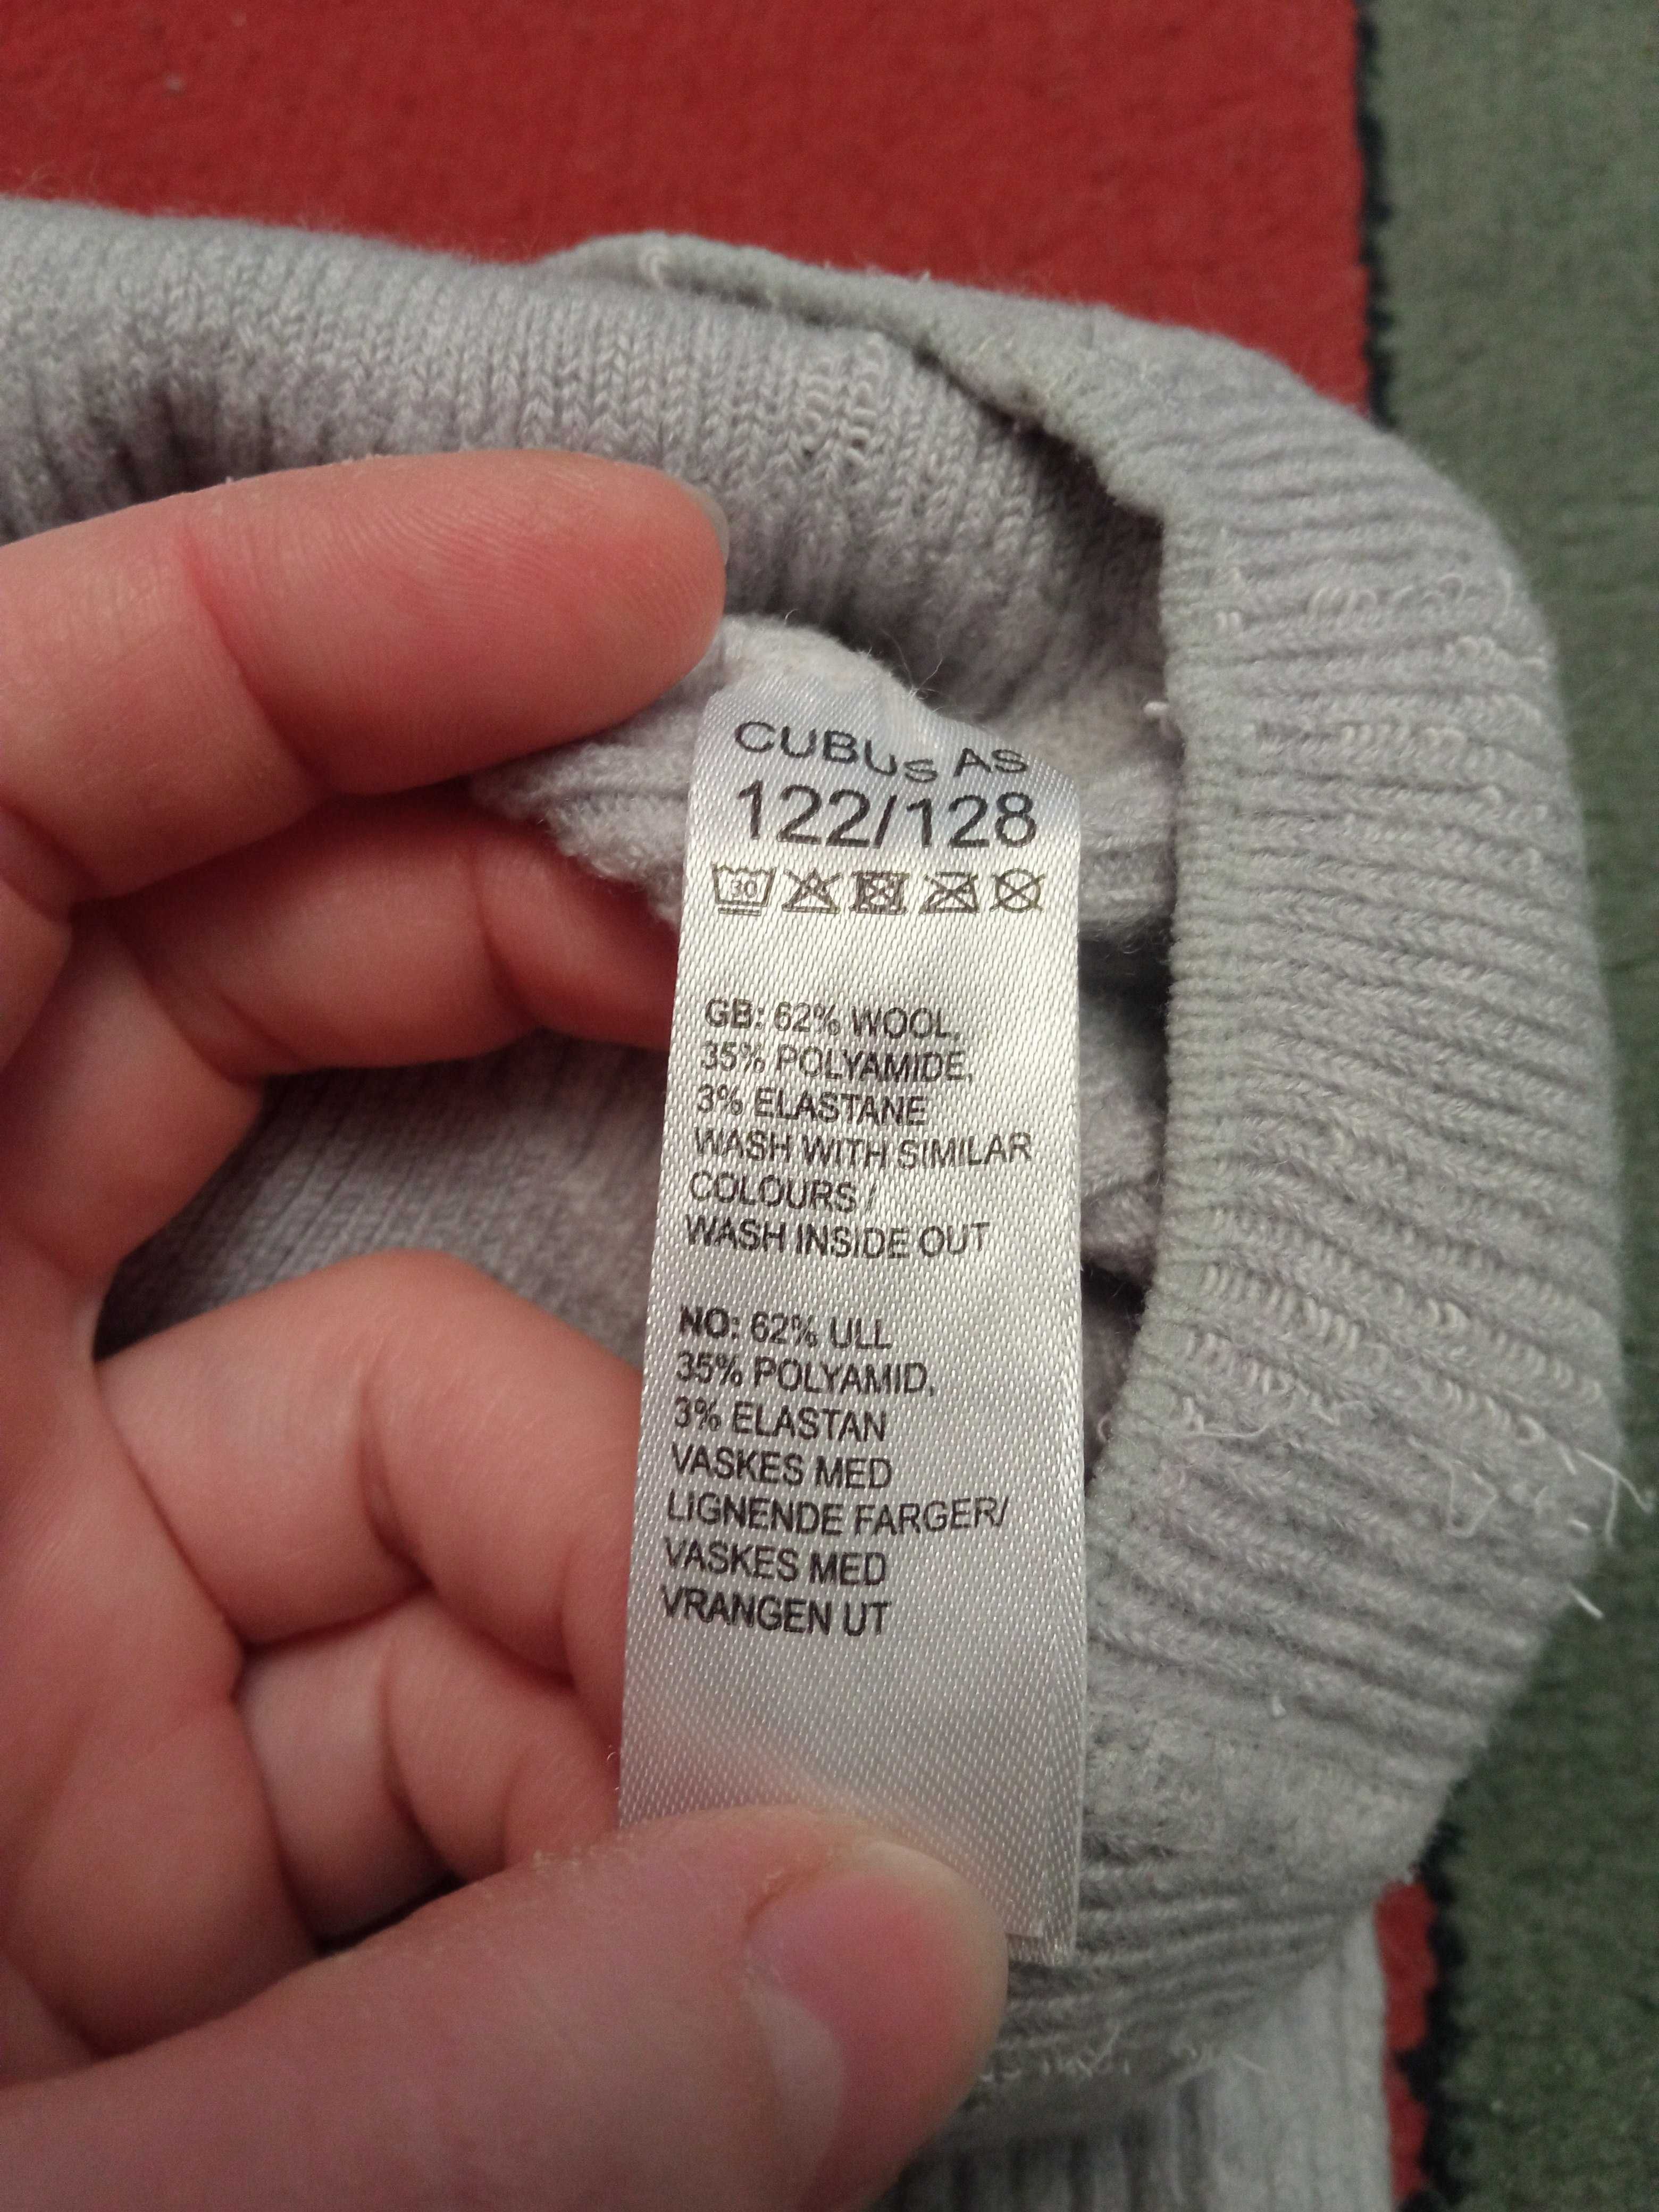 CUBUS AS
122/128
30
GB: 62% WOOL,
35% POLYAMIDE,
3% ELASTANE
WASH WITH SIMILAR
COLOURS /
WASH INSIDE OUT
NO: 62% ULL
35% POLYAMID,
3% ELASTAN
VASKES MED
LIGNENDE FARGER/
VASKES MED
VRANGEN UT